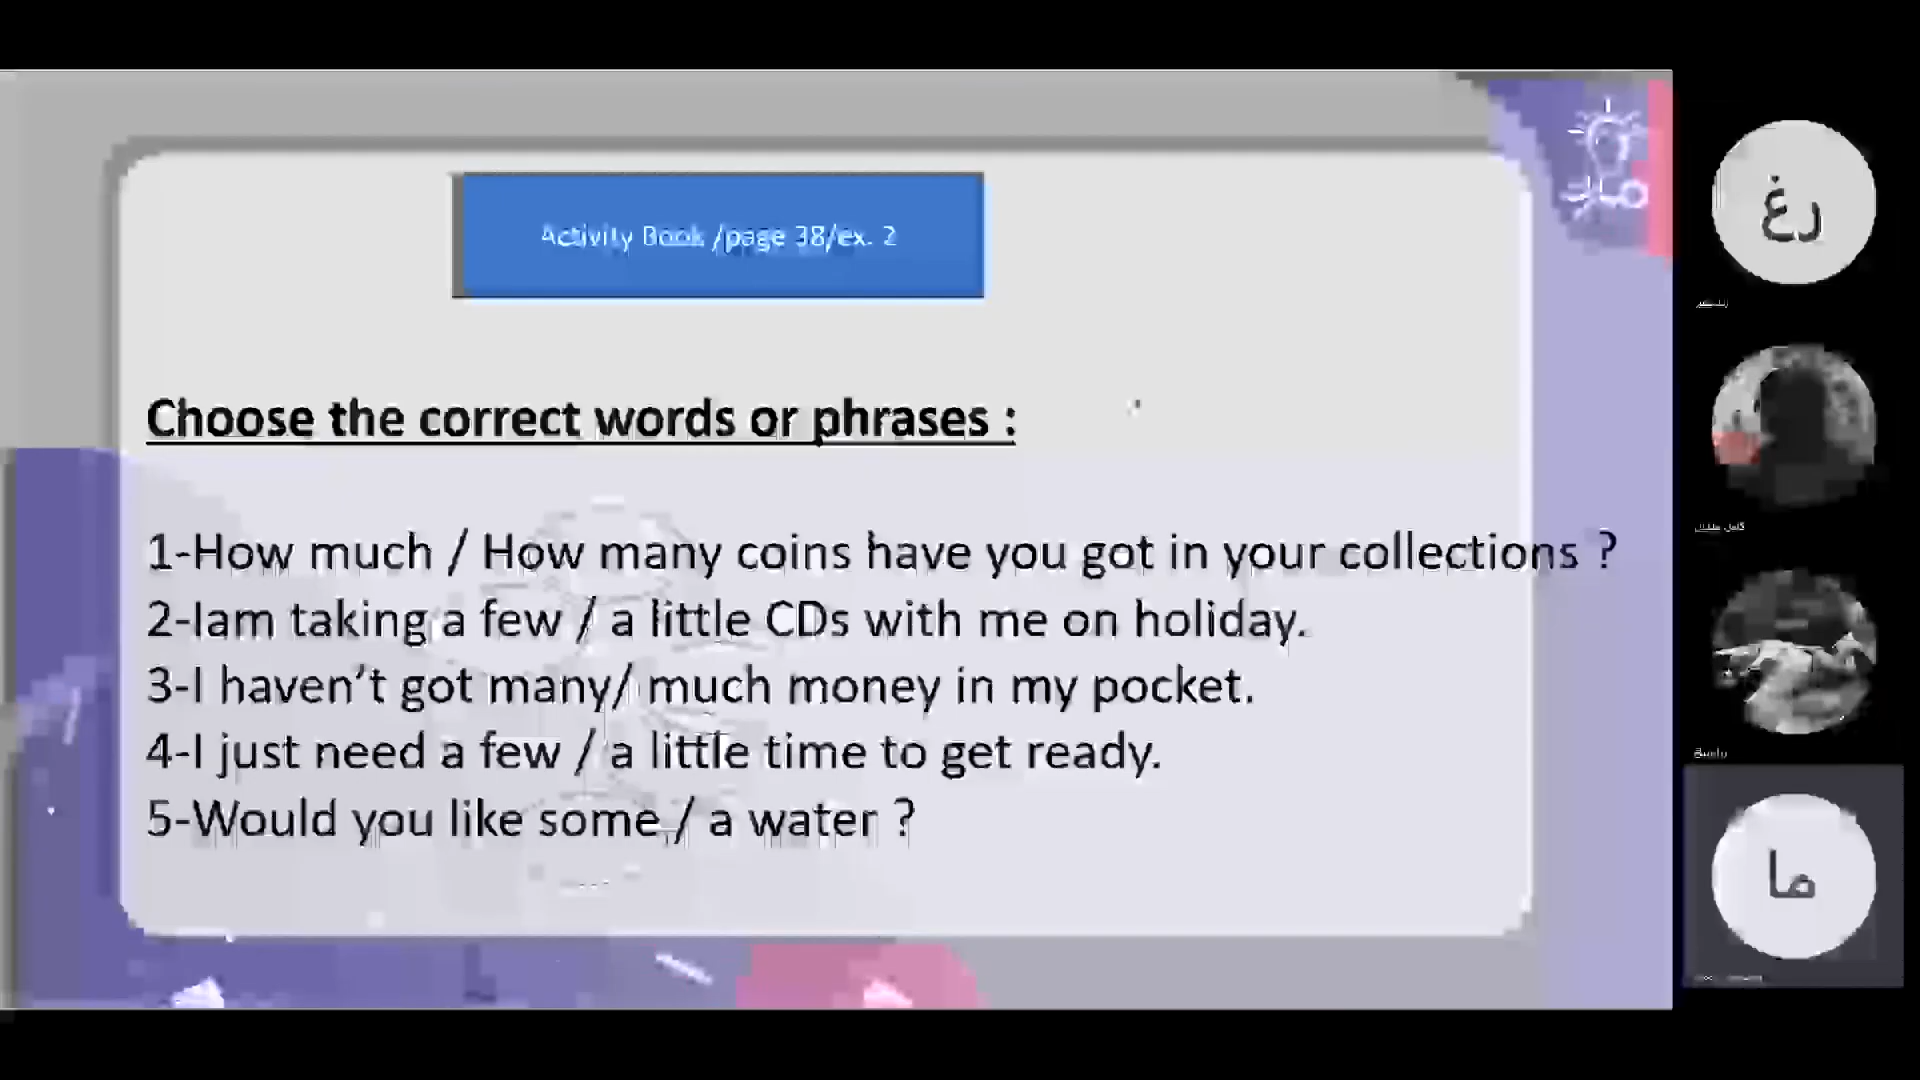 Activity Book /page 38/ex. 2
Choose the correct words or phrases :
1-How much / How many coins have you got in your collections ?
2-Iam taking a few / a little CDs with me on holiday.
3-I haven’t got many/ much money in my pocket.
4-I just need a few / a little time to get ready.
5-Would you like some / a water ?
رغ
ما